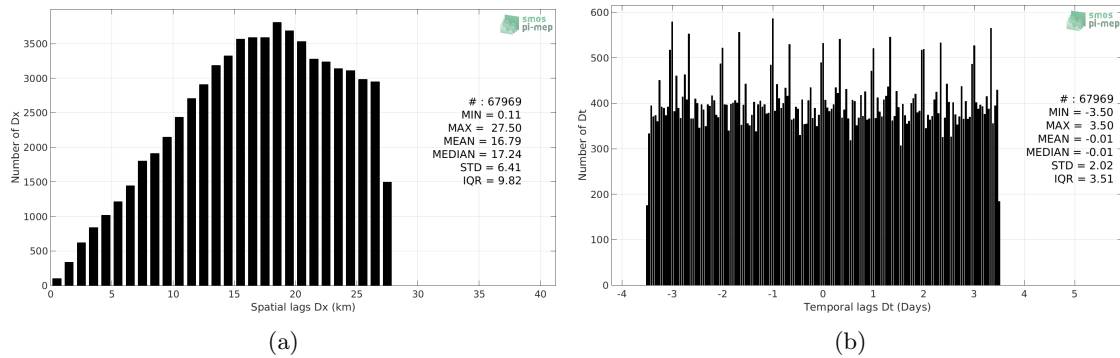 smos
pi-mep
Number of Dx
3500
3000
2500
2000
1500
1000
500
0
# : 67969
MIN = 0.11
MAX = 27.50
MEAN = 16.79
MEDIAN = 17.24
STD = 6.41
IQR = 9.82
0 5 10 15 20 25 30 35 40
Spatial lags Dx (km)
(a)
smos
pi-mep
Number of Dt
600
500
400
300
200
100
0
# : 67969
MIN = -3.50
MAX = 3.50
MEAN = -0.01
MEDIAN = -0.01
STD = 2.02
IQR = 3.51
-4 -3 -2 -1 0 1 2 3 4 5
Temporal lags Dt (Days)
(b)